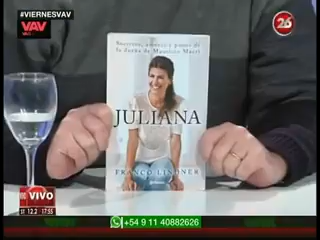 #VIERNESVAV
VAV
26
Secretos, amores y poder de
la dueña de Mauricio Macri
JULIANA
FRANCO LINDNER
EN VIVO
ST 12.2 17:55
+54 9 11 40882626